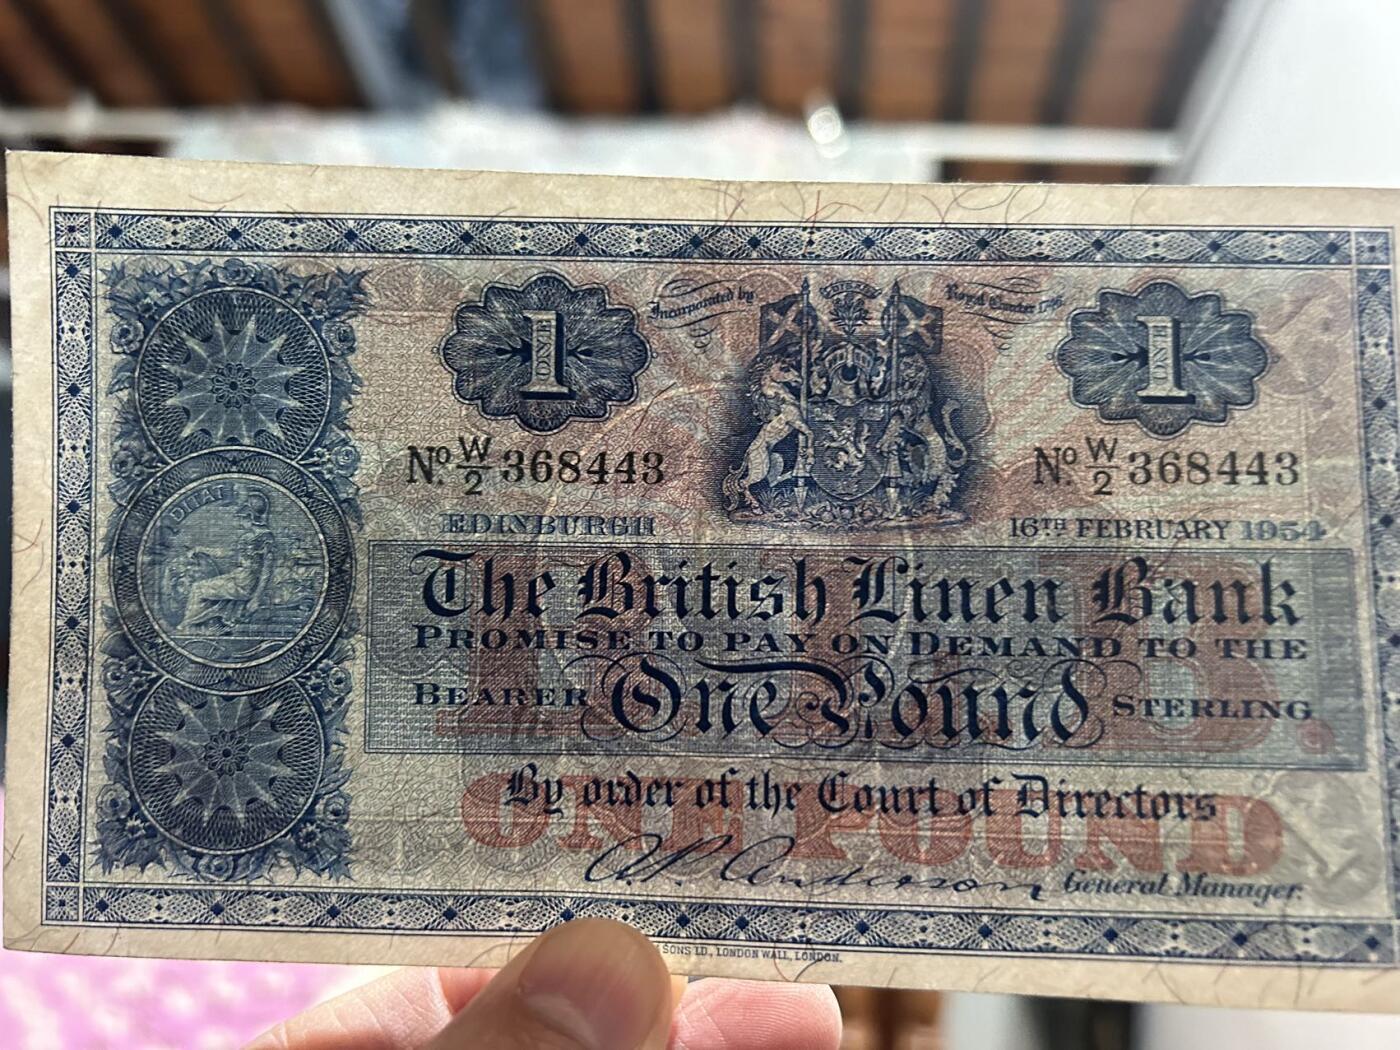 Incorporated by Royal Charter 1746
1 ONE 1 ONE
No. W/2 368443 No. W/2 368443
EDINBURGH 16TH FEBRUARY 1954
DITAT
The British Linen Bank
PROMISE TO PAY ON DEMAND TO THE
BEARER One Pound STERLING
By order of the Court of Directors
ONE POUND
A.P. Anderson General Manager.
SONS LD., LONDON WALL, LONDON.